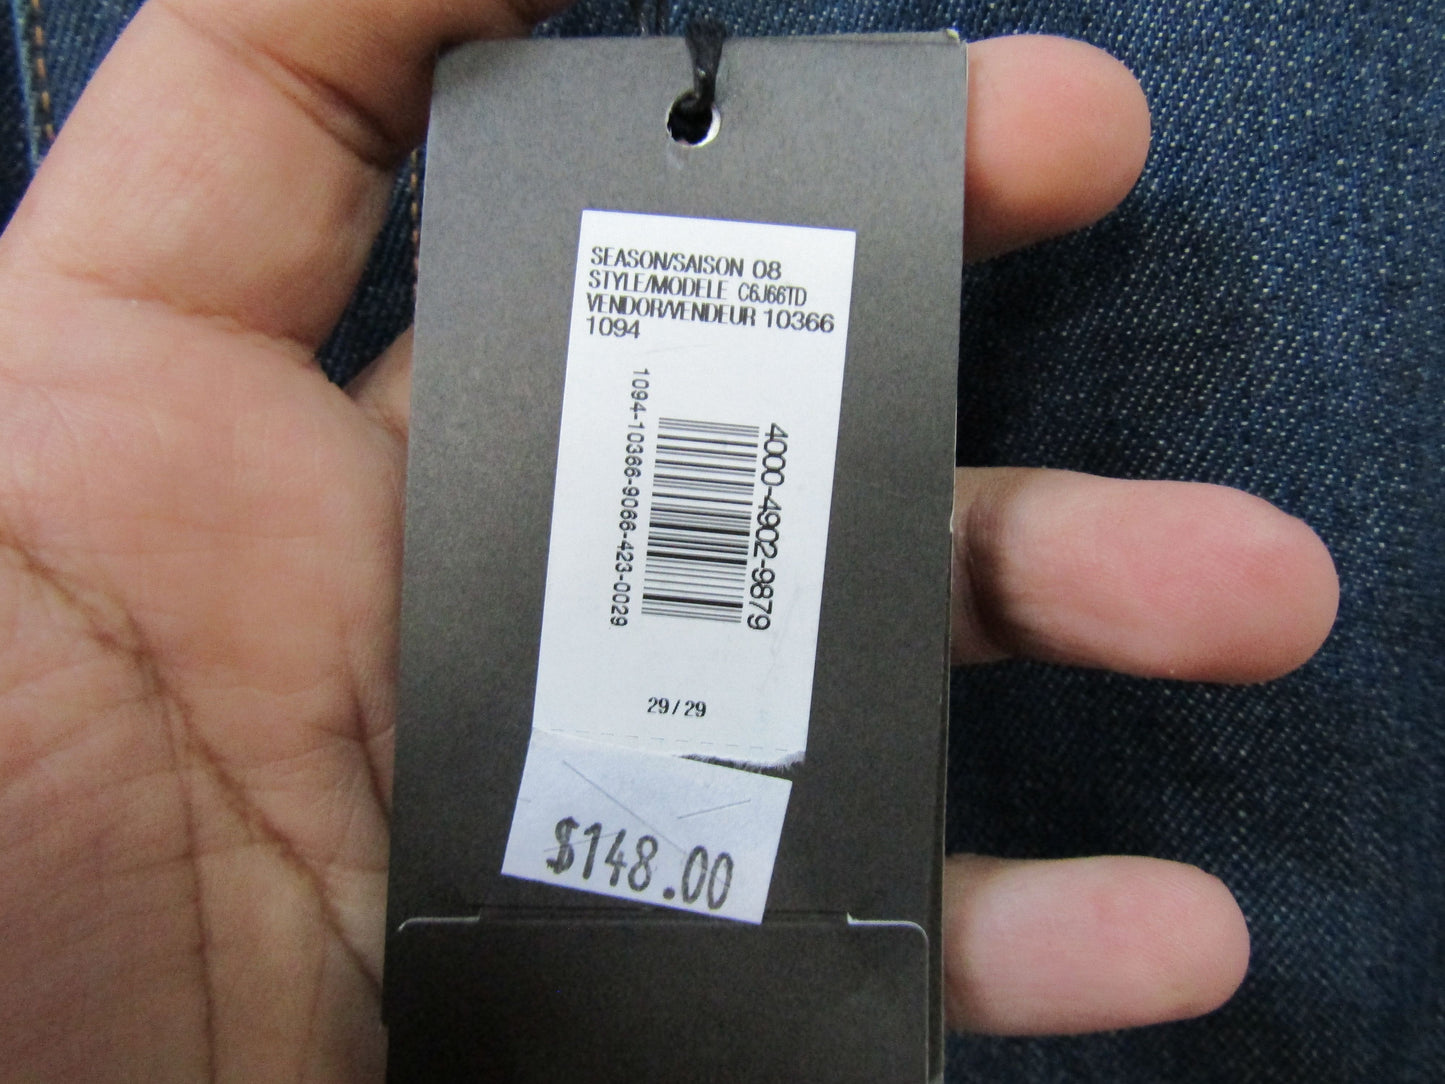 SEASON/SAISON 08
STYLE/MODELE C6J66TD
VENDOR/VENDEUR 10366
1094
1094-10366-9066-423-0029
4000-4902-9879
29 / 29
$148.00